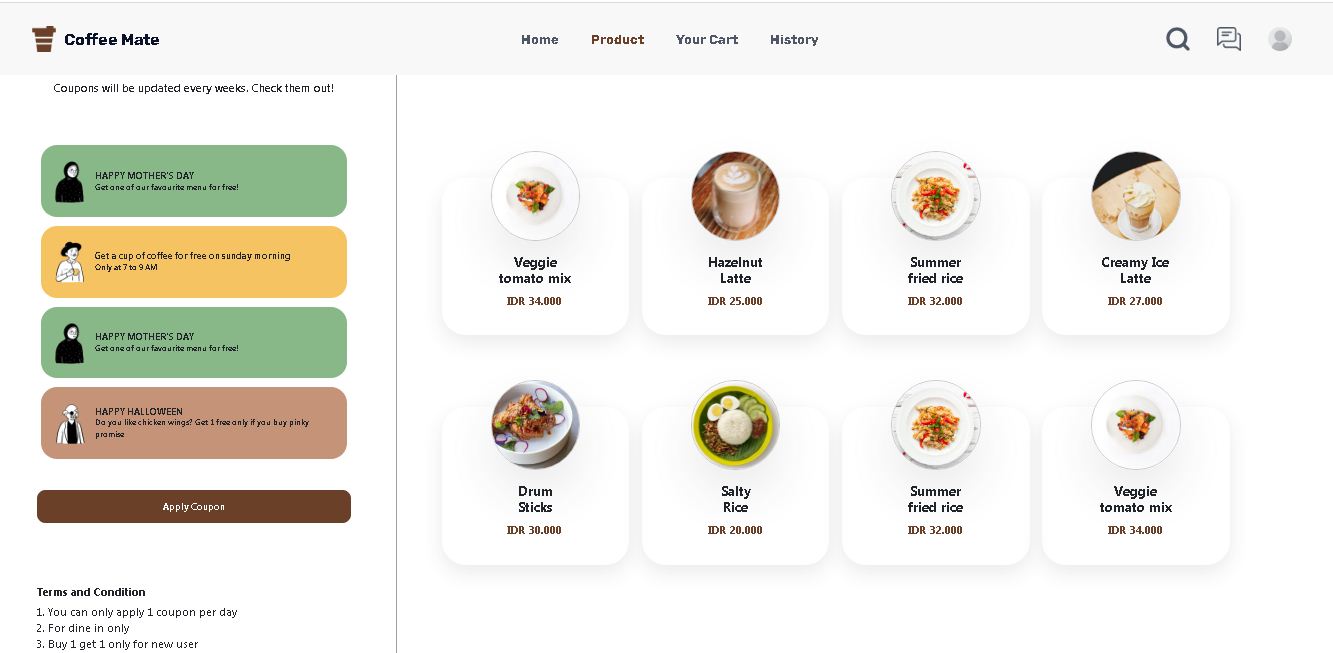 Coffee Mate
Home
Product
Your Cart
History
Coupons will be updated every weeks. Check them out!
HAPPY MOTHER'S DAY
Get one of our favourite menu for free!
Get a cup of coffee for free on sunday morning
Only at 7 to 9 AM
HAPPY MOTHER'S DAY
Get one of our favourite menu for free!
HAPPY HALLOWEEN
Do you like chicken wings? Get 1 free only if you buy pinky
promise
Apply Coupon
Terms and Condition
1. You can only apply 1 coupon per day
2. For dine in only
3. Buy 1 get 1 only for new user
Veggie
tomato mix
IDR 34.000
Hazelnut
Latte
IDR 25.000
Summer
fried rice
IDR 32.000
Creamy Ice
Latte
IDR 27.000
Drum
Sticks
IDR 30.000
Salty
Rice
IDR 20.000
Summer
fried rice
IDR 32.000
Veggie
tomato mix
IDR 34.000